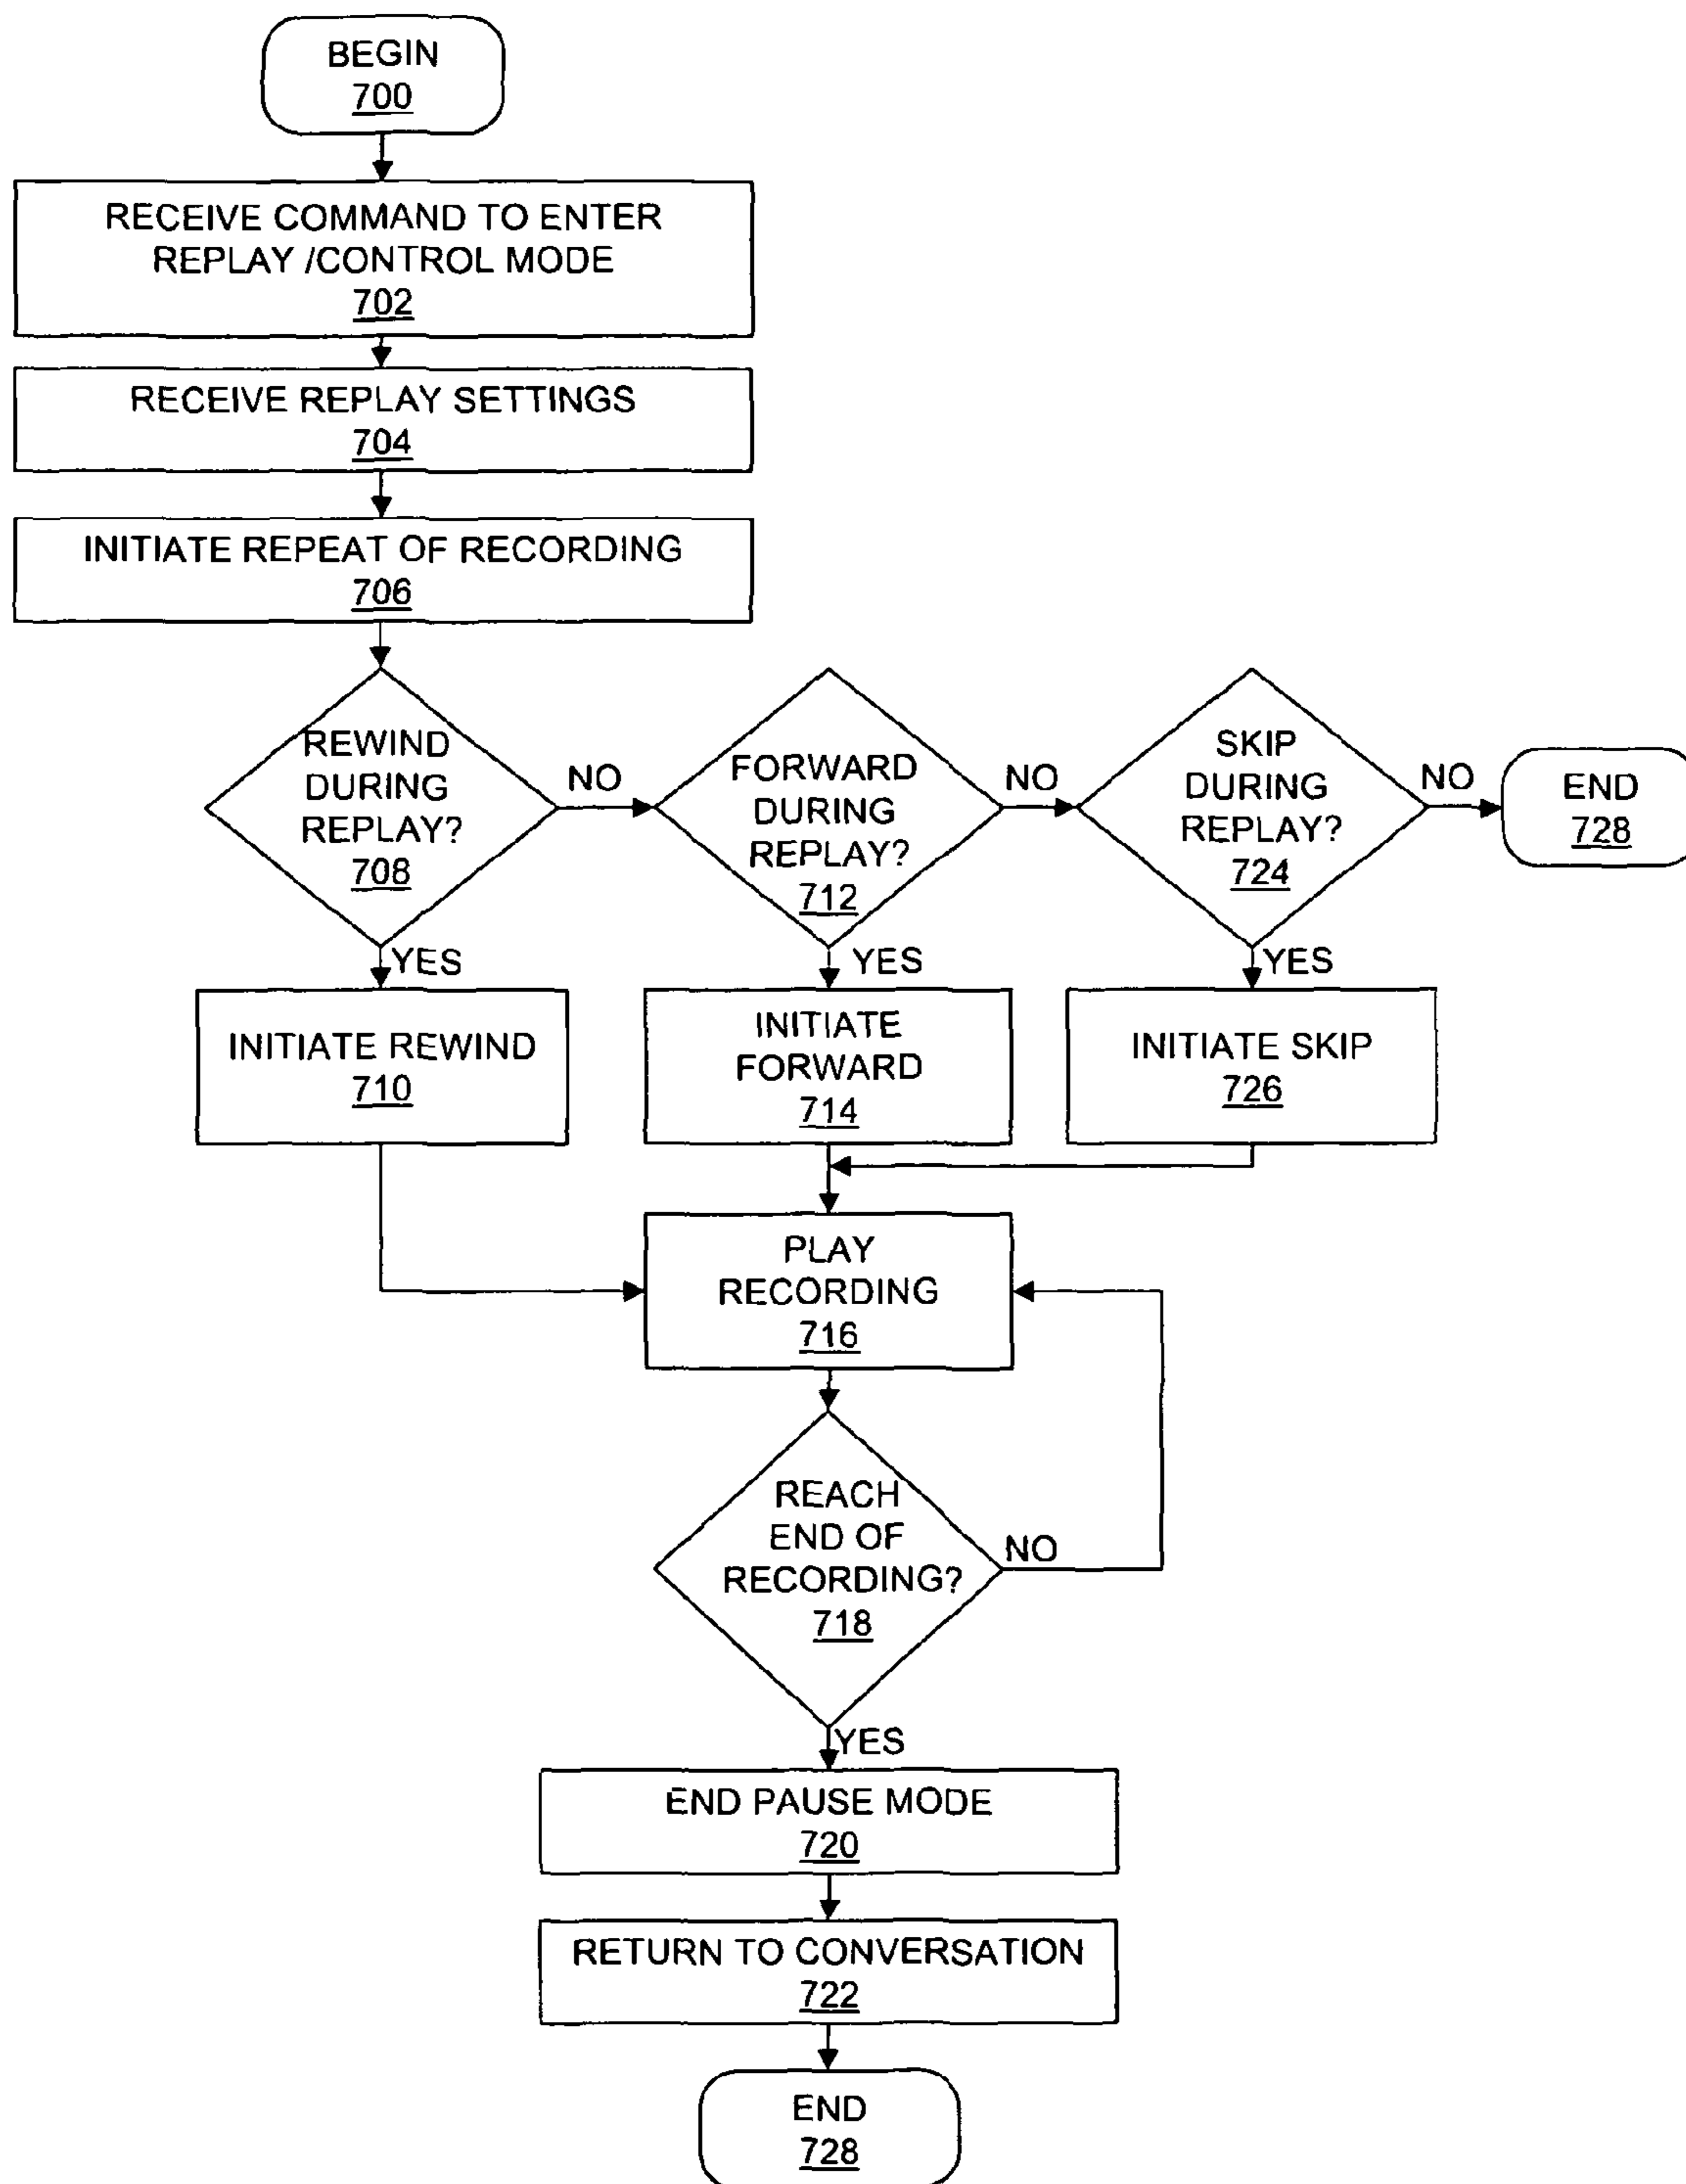 BEGIN
700
RECEIVE COMMAND TO ENTER
REPLAY /CONTROL MODE
702
RECEIVE REPLAY SETTINGS
704
INITIATE REPEAT OF RECORDING
706
REWIND
DURING
REPLAY?
708
NO
FORWARD
DURING
REPLAY?
712
NO
SKIP
DURING
REPLAY?
724
NO
END
728
YES
YES
YES
INITIATE REWIND
710
INITIATE
FORWARD
714
INITIATE SKIP
726
PLAY
RECORDING
716
REACH
END OF
RECORDING?
718
NO
YES
END PAUSE MODE
720
RETURN TO CONVERSATION
722
END
728